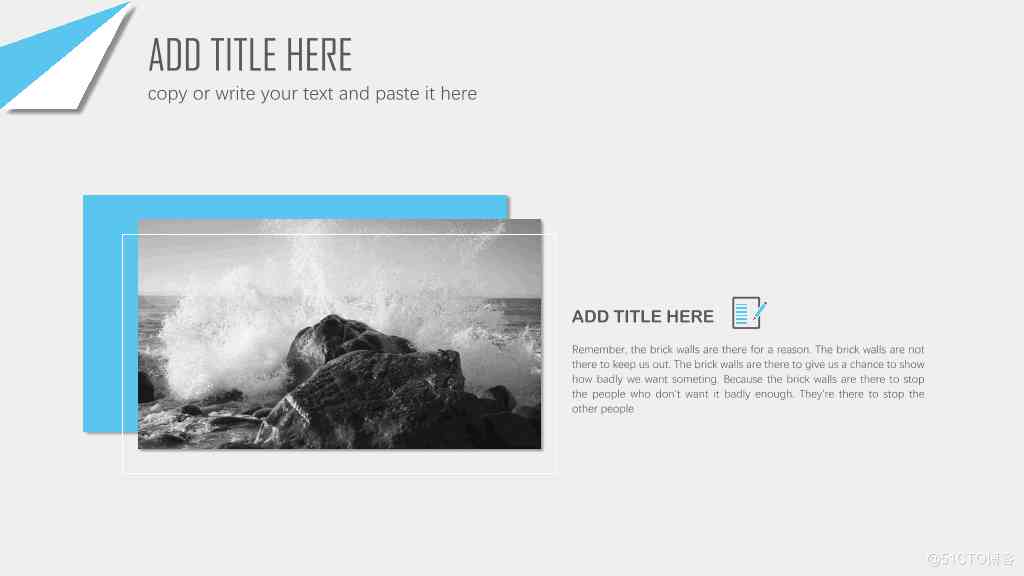 ADD TITLE HERE
copy or write your text and paste it here
ADD TITLE HERE
Remember, the brick walls are there for a reason. The brick walls are not
there to keep us out. The brick walls are there to give us a chance to show
how badly we want someting. Because the brick walls are there to stop
the people who don't want it badly enough. They're there to stop the
other people
@51CTO博客